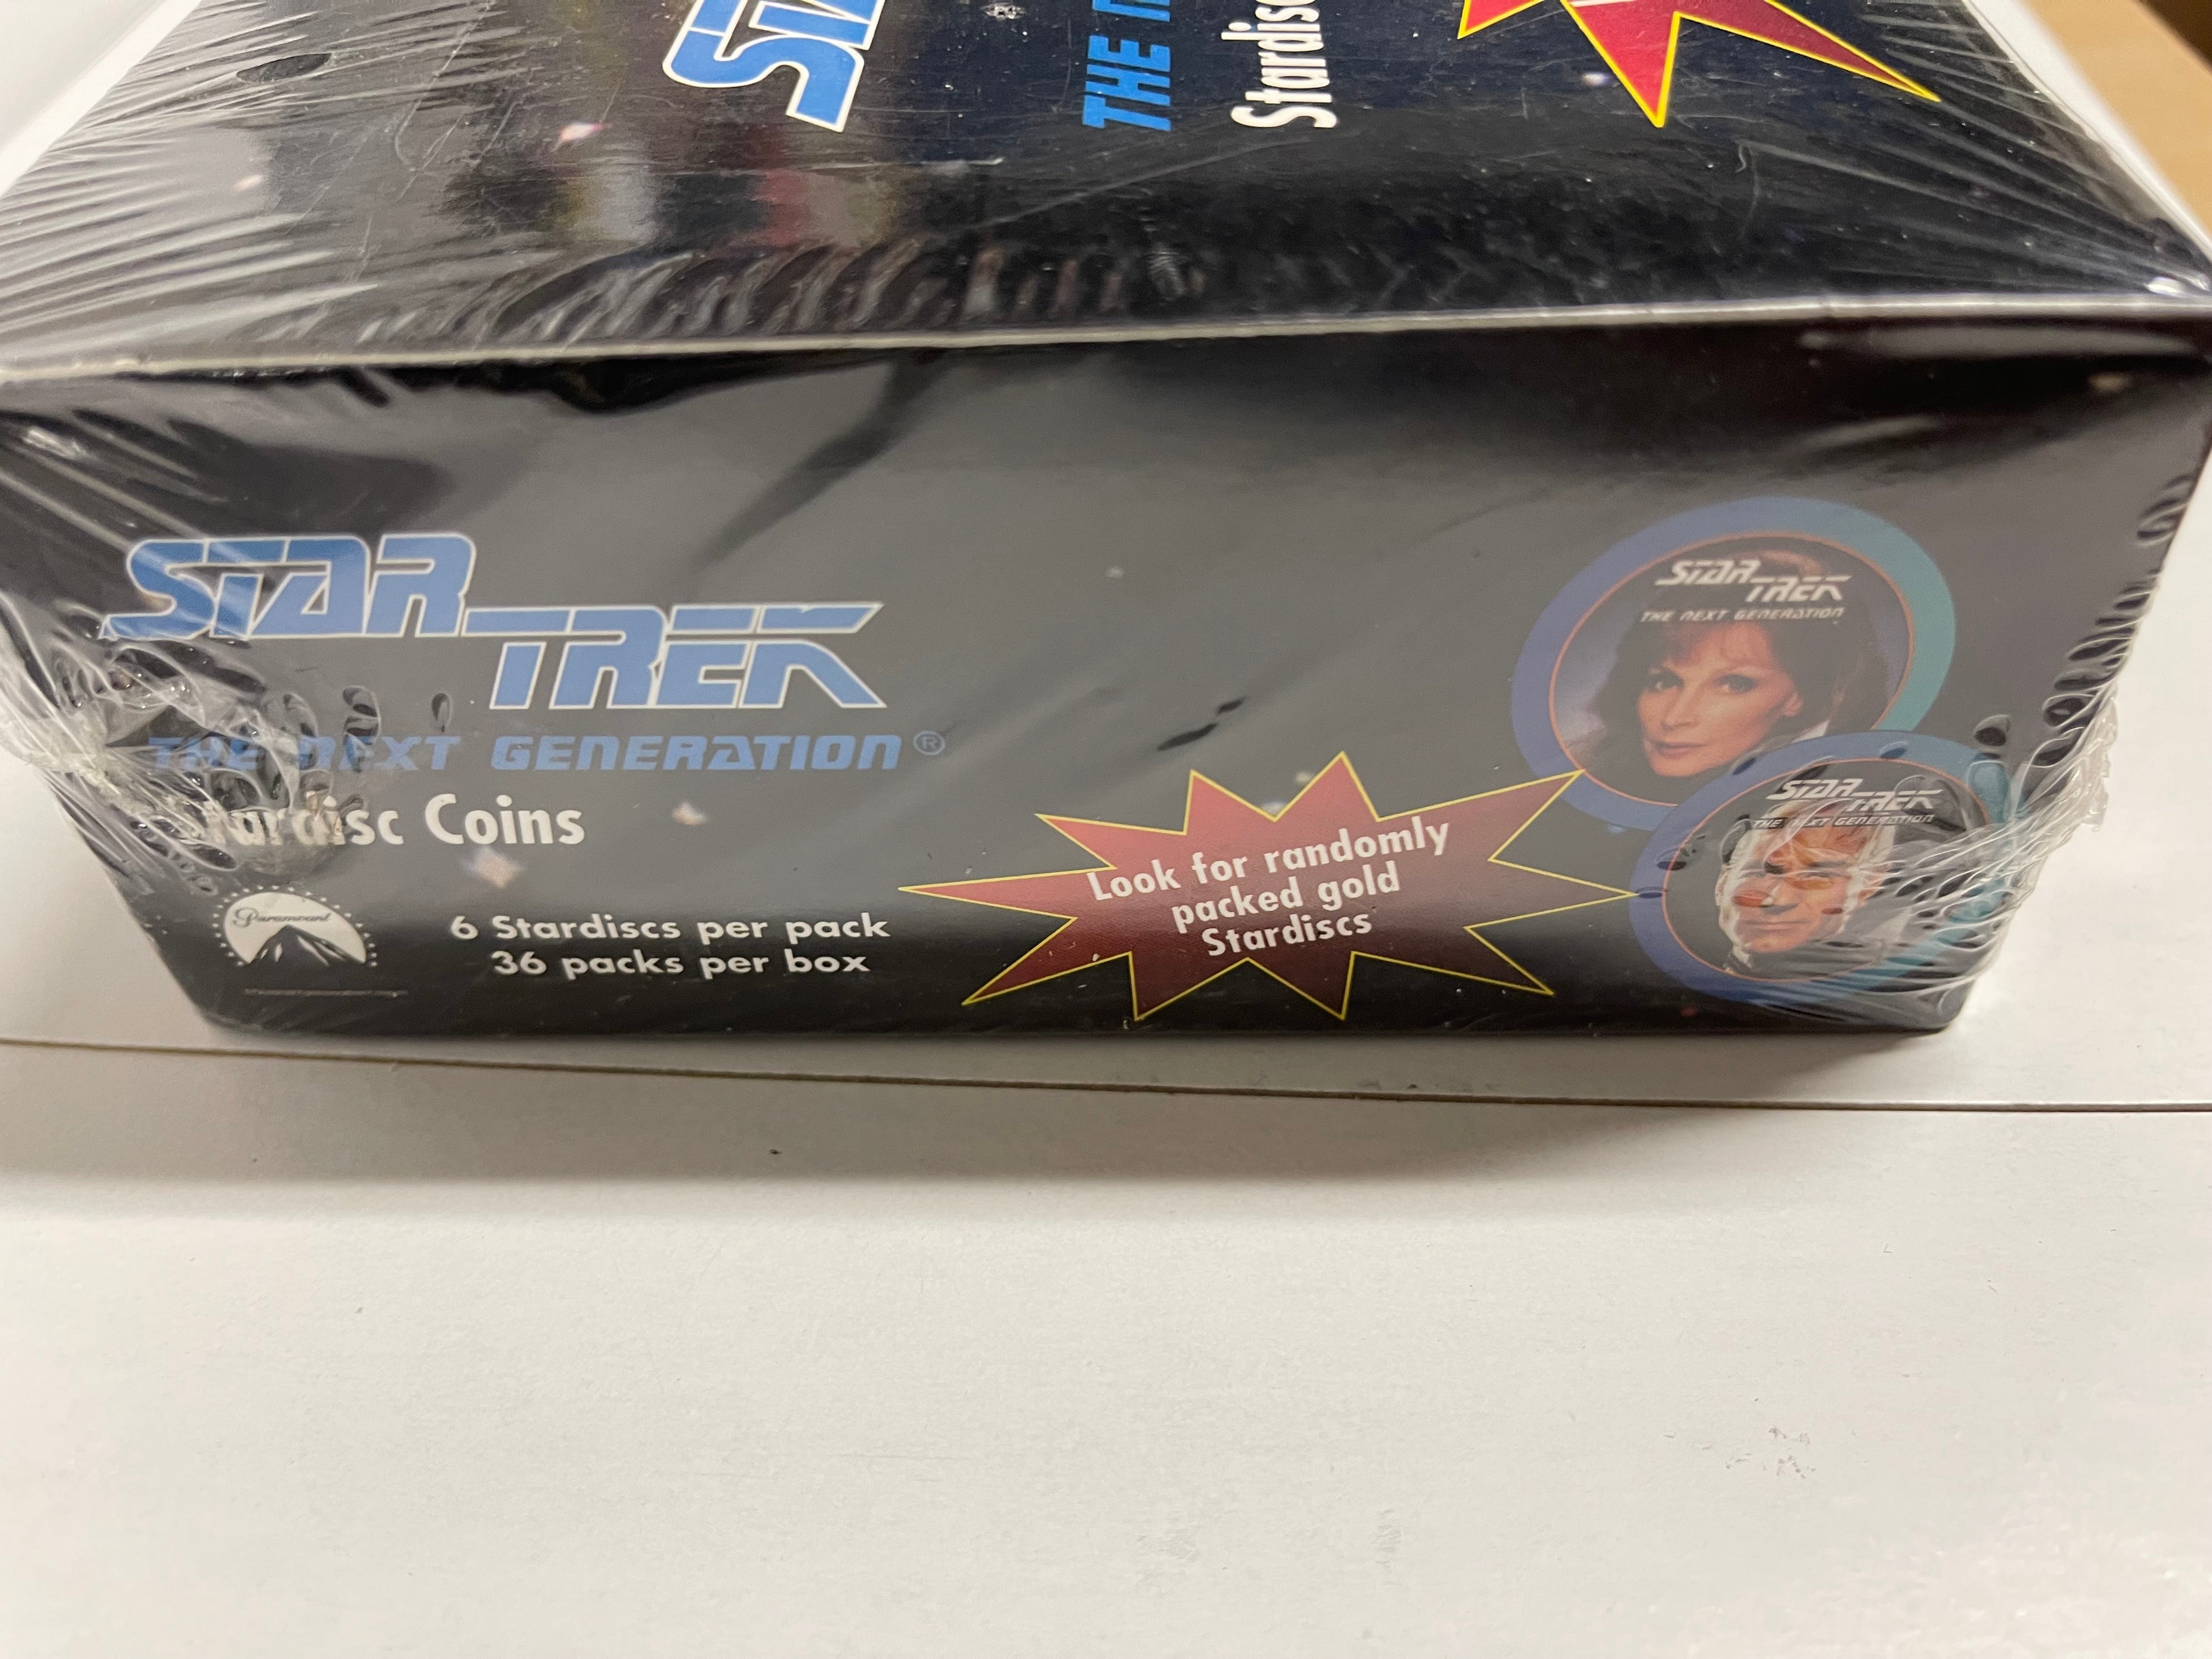 THE
Stardisc
STAR
TREK
THE NEXT GENERATION®
Stardisc Coins
Paramount
6 Stardiscs per pack
36 packs per box
Look for randomly
packed gold
Stardiscs
STAR
TREK
THE NEXT GENERATION
STAR
TREK
THE NEXT GENERATION